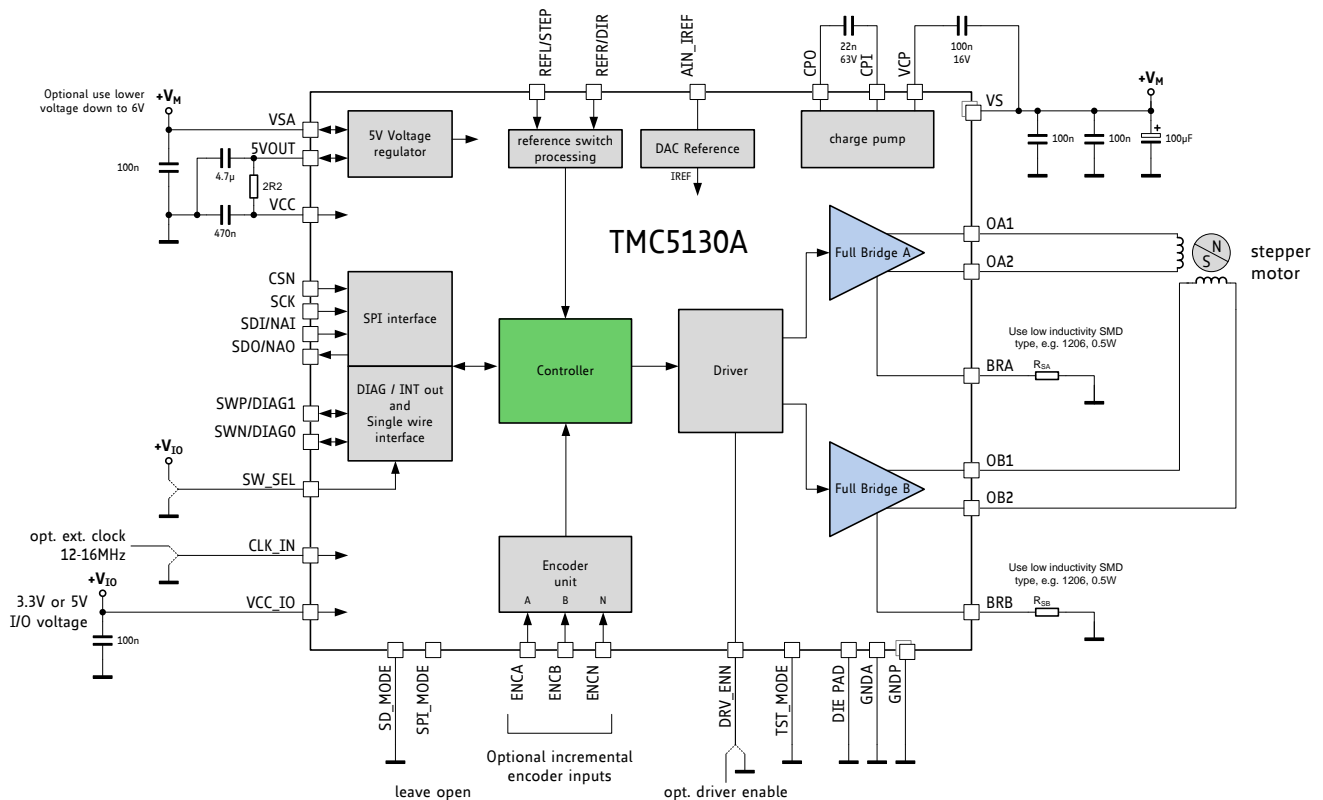 REFL/STEP
REFR/DIR
AIN_IREF
CPO
22n
63V
CPI
VCP
100n
16V
+VM
VS
100n
100n
+
100µF
Optional use lower
voltage down to 6V
+VM
VSA
5VOUT
100n
4.7µ
2R2
VCC
470n
5V Voltage
regulator
reference switch
processing
DAC Reference
IREF
charge pump
TMC5130A
CSN
SCK
SDI/NAI
SDO/NAO
SPI interface
DIAG / INT out
and
Single wire
interface
SWP/DIAG1
SWN/DIAG0
+VIO
SW_SEL
opt. ext. clock
12-16MHz
CLK_IN
+VIO
3.3V or 5V
I/O voltage
VCC_IO
100n
Controller
Driver
Full Bridge A
Full Bridge B
OA1
OA2
N
S
stepper
motor
Use low inductivity SMD
type, e.g. 1206, 0.5W
BRA
RSA
OB1
OB2
Use low inductivity SMD
type, e.g. 1206, 0.5W
BRB
RSB
Encoder
unit
A B N
SD_MODE
SPI_MODE
ENCA
ENCB
ENCN
DRV_ENN
TST_MODE
DIE PAD
GNDA
GNDP
Optional incremental
encoder inputs
leave open
opt. driver enable